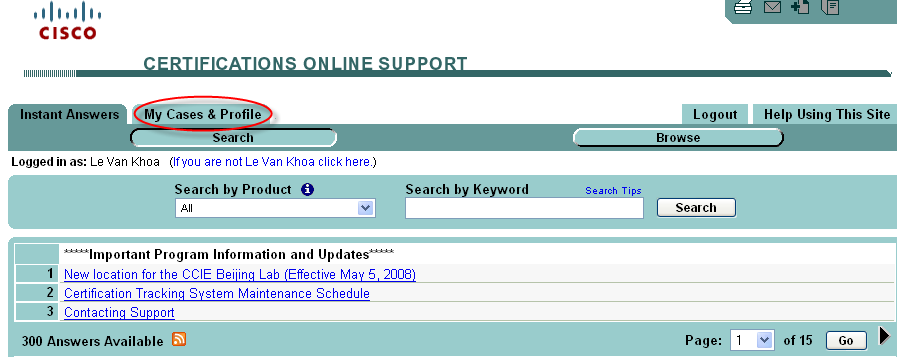 CISCO
CERTIFICATIONS ONLINE SUPPORT
Instant Answers My Cases & Profile Logout Help Using This Site
Search Browse
Logged in as: Le Van Khoa (If you are not Le Van Khoa click here.)
Search by Product i Search by Keyword Search Tips
All Search
*****Important Program Information and Updates*****
1 New location for the CCIE Beijing Lab (Effective May 5, 2008)
2 Certification Tracking System Maintenance Schedule
3 Contacting Support
300 Answers Available Page: 1 of 15 Go